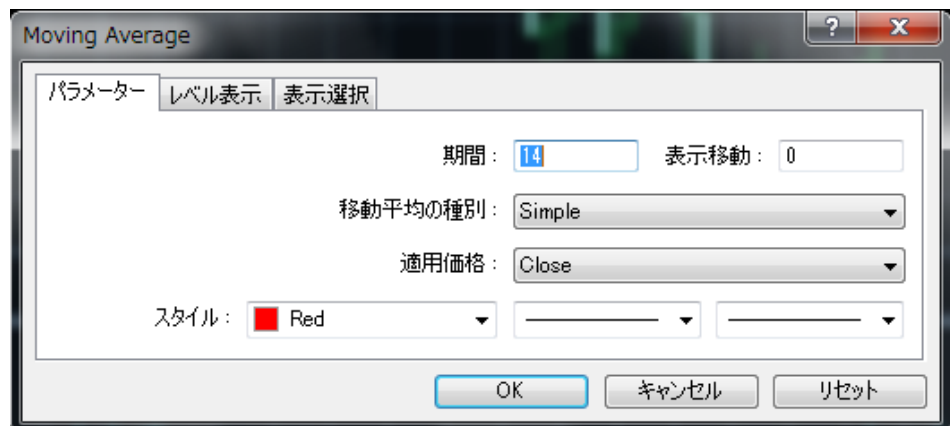 Moving Average
?
パラメーター レベル表示 表示選択
期間： 14 表示移動： 0
移動平均の種別： Simple
適用価格： Close
スタイル： Red
OK キャンセル リセット